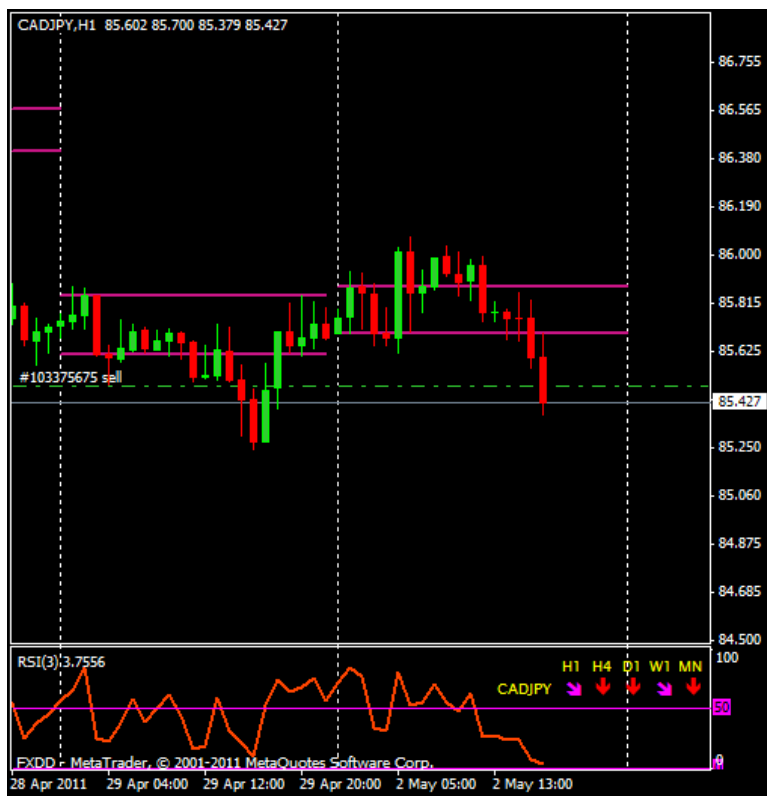 CADJPY,H1 85.602 85.700 85.379 85.427
86.755
86.565
86.380
86.190
86.000
85.815
85.625
#103375675 sell
85.427
85.250
85.060
84.875
84.685
84.500
RSI(3) 3.7556
100
H1 H4 D1 W1 MN
CADJPY
50
0
FXDD - MetaTrader, © 2001-2011 MetaQuotes Software Corp.
28 Apr 2011 29 Apr 04:00 29 Apr 12:00 29 Apr 20:00 2 May 05:00 2 May 13:00